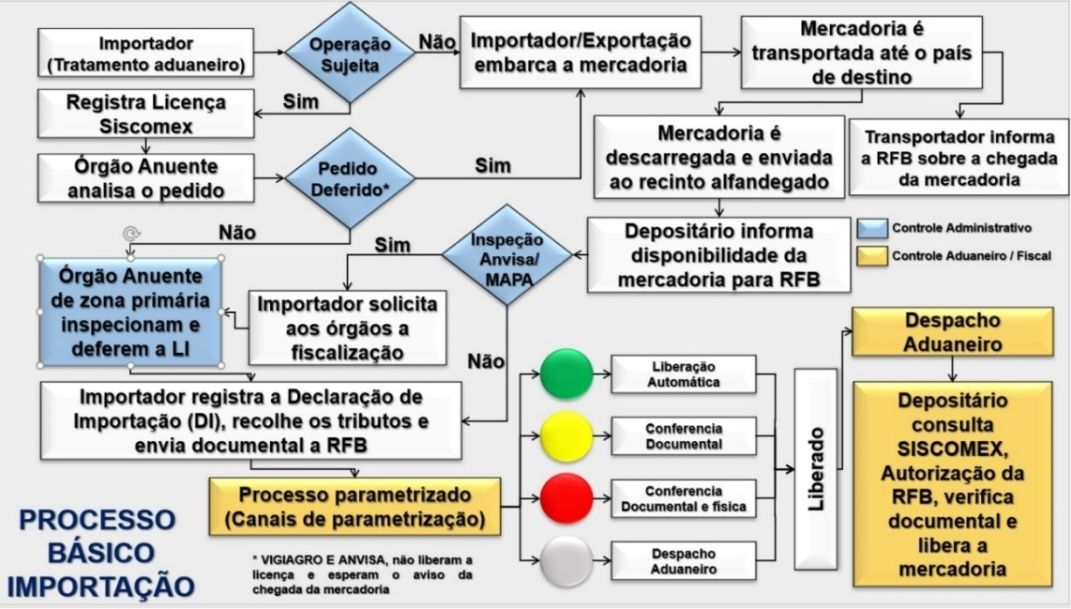 Importador
(Tratamento aduaneiro)
Operação
Sujeita
Não
Importador/Exportação
embarca a mercadoria
Mercadoria é
transportada até o país
de destino
Sim
Registra Licença
Siscomex
Órgão Anuente
analisa o pedido
Pedido
Deferido*
Sim
Mercadoria é
descarregada e enviada
ao recinto alfandegado
Transportador informa
a RFB sobre a chegada
da mercadoria
Não
Sim
Inspeção
Anvisa/
MAPA
Depositário informa
disponibilidade da
mercadoria para RFB
Controle Administrativo
Controle Aduaneiro / Fiscal
Órgão Anuente
de zona primária
inspecionam e
deferem a LI
Importador solicita
aos órgãos a
fiscalização
Não
Importador registra a Declaração de
Importação (DI), recolhe os tributos e
envia documental a RFB
Processo parametrizado
(Canais de parametrização)
Liberação
Automática
Conferencia
Documental
Conferencia
Documental e fisica
Despacho
Aduaneiro
Liberado
Despacho
Aduaneiro
Depositário
consulta
SISCOMEX,
Autorização da
RFB, verifica
documental e
libera a
mercadoria
PROCESSO
BÁSICO
IMPORTAÇÃO
* VIGIAGRO E ANVISA, não liberam a
licença e esperam o aviso da
chegada da mercadoria